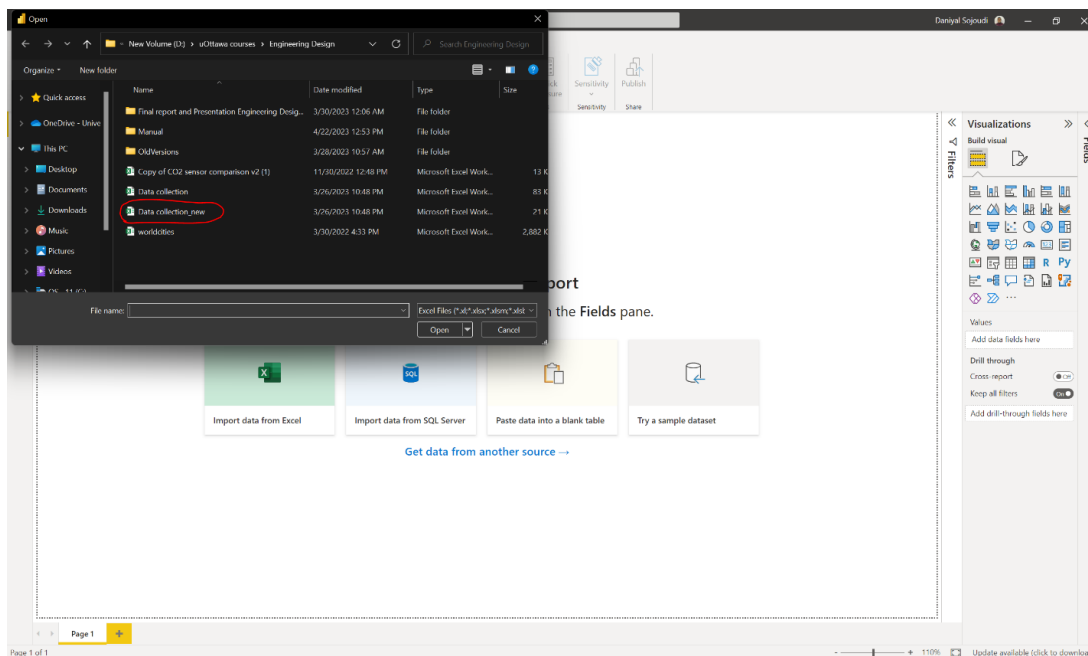 Open
Daniyal Sojoudi
New Volume (D:) › uOttawa courses › Engineering Design
Search Engineering Design
Organize
New folder
Sensitivity
Publish
Sensitivity
Share
Name
Date modified
Type
Size
Quick access
OneDrive - Unive
This PC
Desktop
Documents
Downloads
Music
Pictures
Videos
Final report and Presentation Engineering Desig... 3/30/2023 12:06 AM File folder
Manual 4/22/2023 12:53 PM File folder
OldVersions 3/28/2023 10:57 AM File folder
Copy of CO2 sensor comparison v2 (1) 11/30/2022 12:48 PM Microsoft Excel Work... 13 K
Data collection 3/26/2023 10:48 PM Microsoft Excel Work... 83 K
Data collection_new 3/26/2023 10:48 PM Microsoft Excel Work... 21 K
worldcities 3/30/2022 4:33 PM Microsoft Excel Work... 2,882 K
File name:
Excel Files (*.xl;*.xlsx;*.xlsm;*.xlst
Open
Cancel
port
the Fields pane.
SQL
Import data from Excel
Import data from SQL Server
Paste data into a blank table
Try a sample dataset
Get data from another source →
Filters
Visualizations
Fields
Build visual
R Py
Values
Add data fields here
Drill through
Cross-report
Off
Keep all filters
On
Add drill-through fields here
Page 1
Page 1 of 1
110%
Update available (click to download